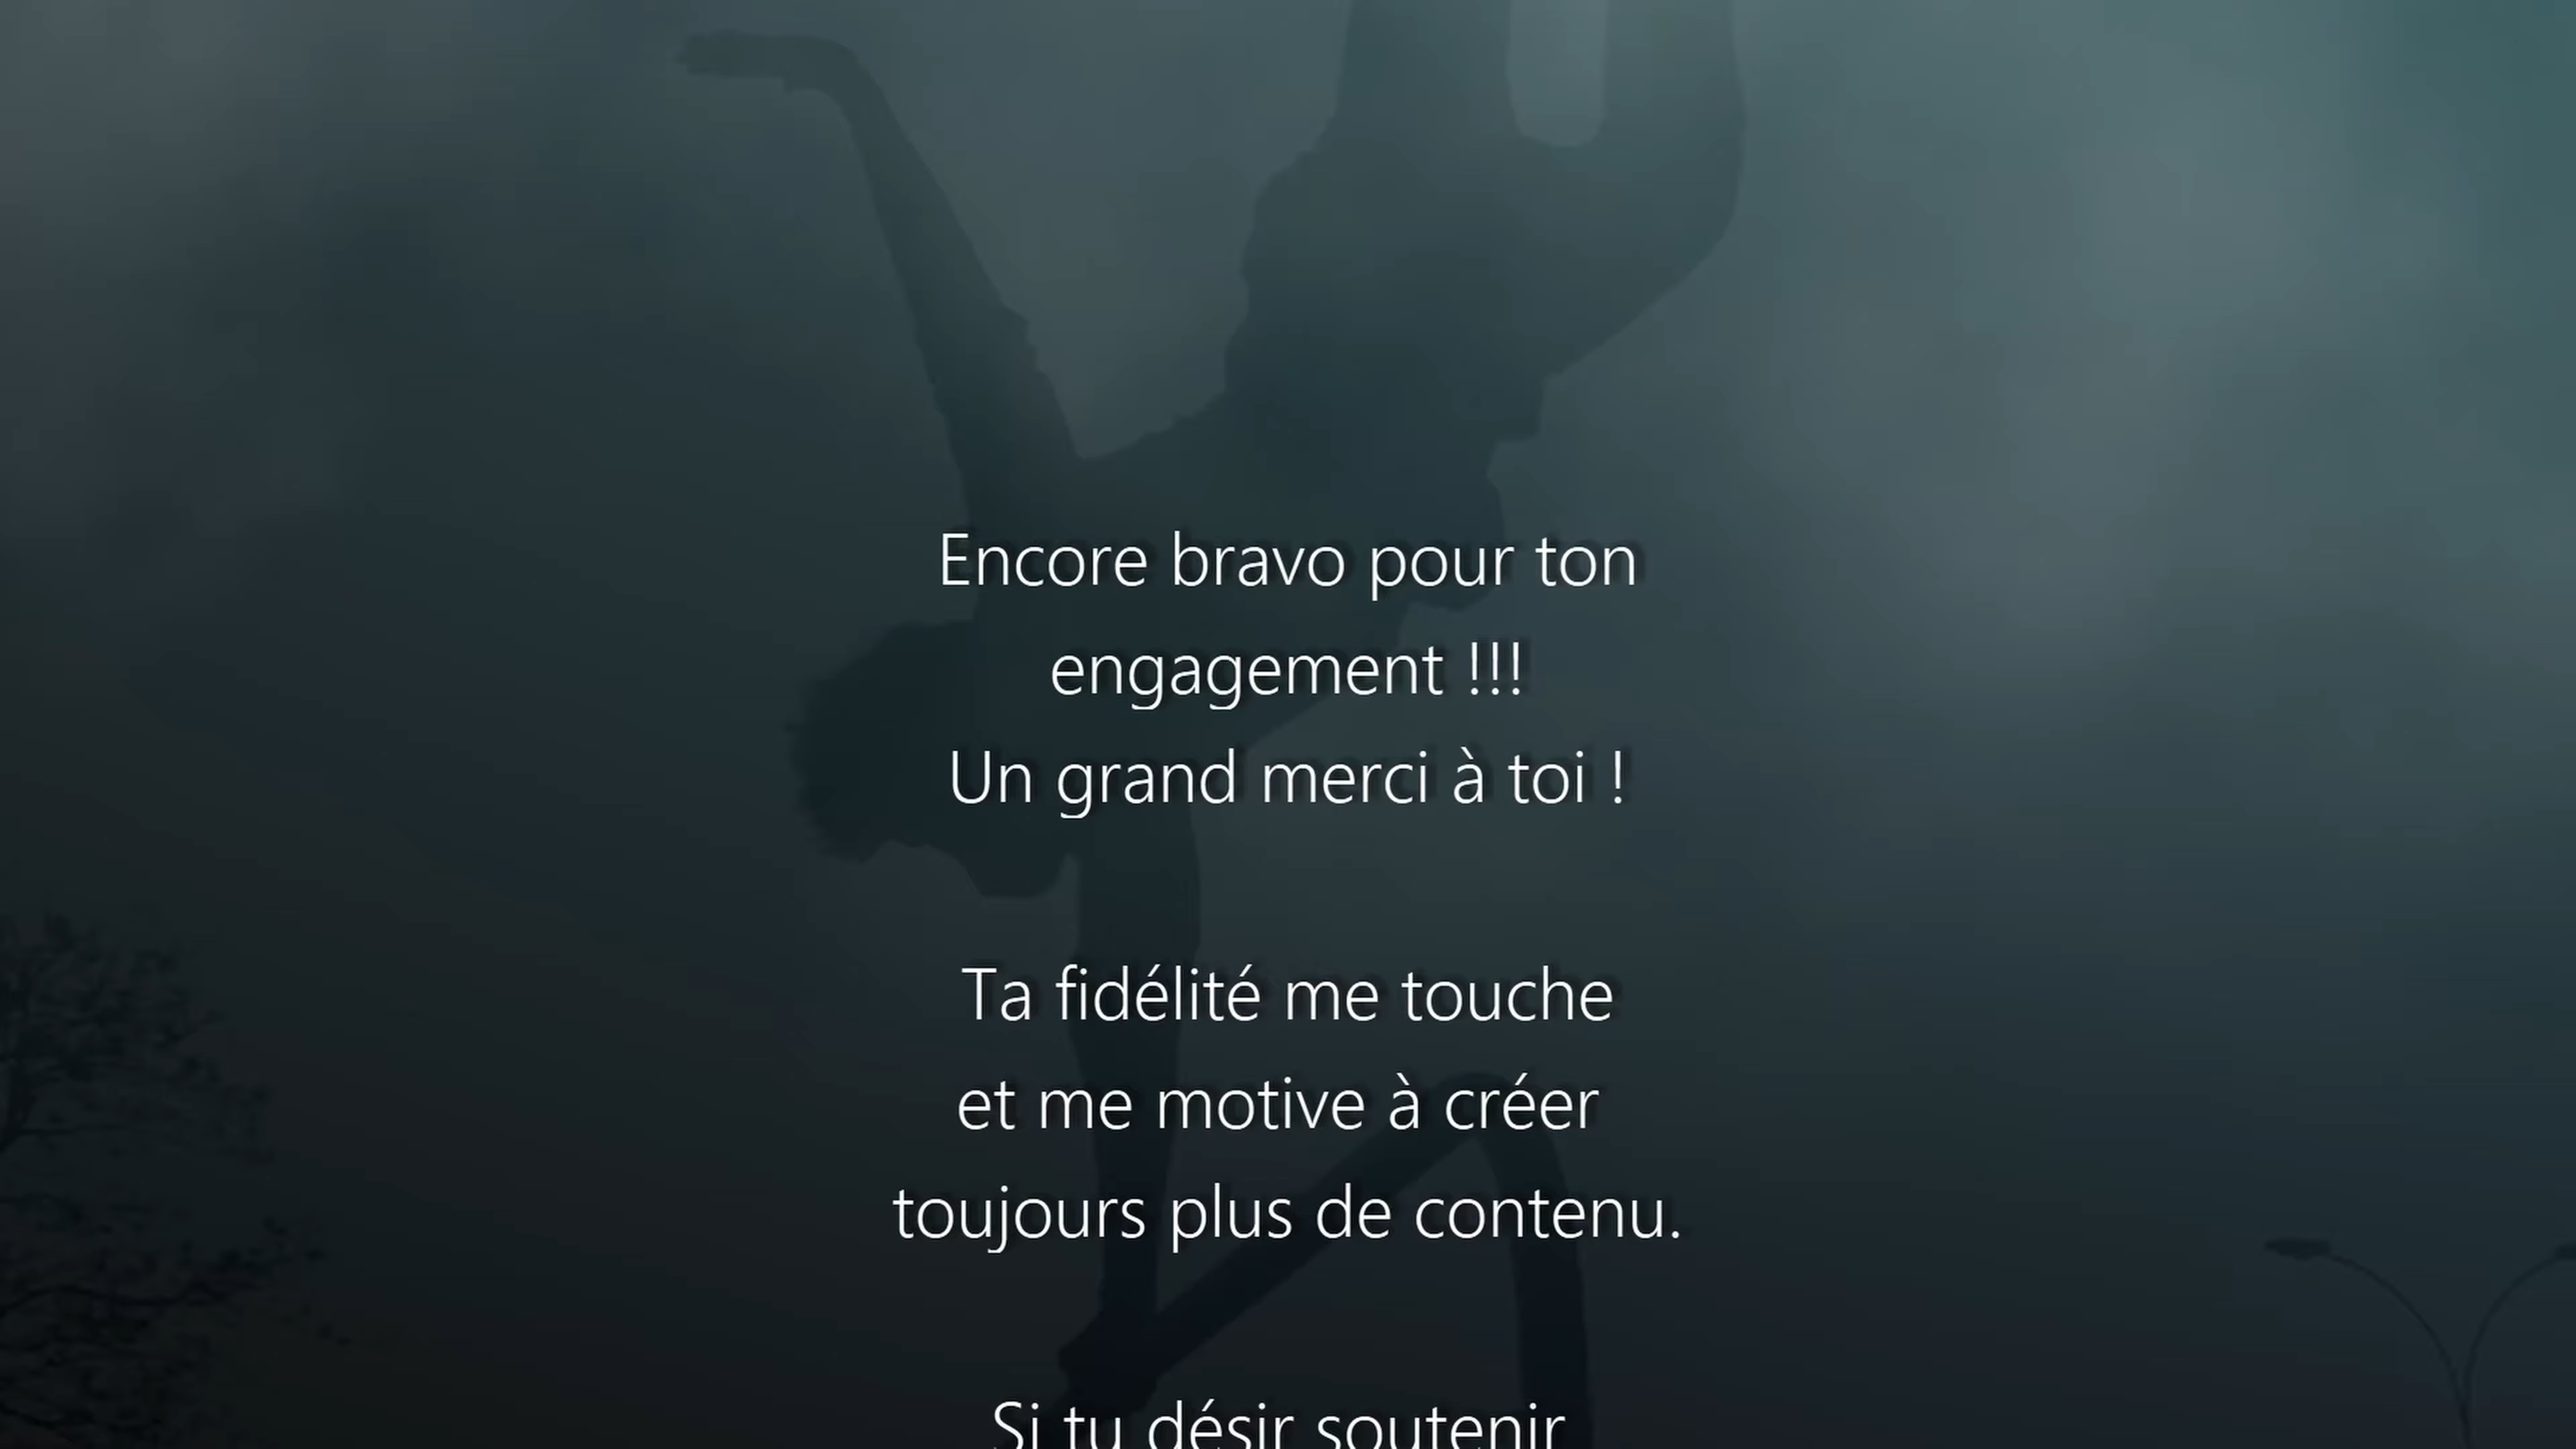 Encore bravo pour ton
engagement !!!
Un grand merci à toi !
Ta fidélité me touche
et me motive à créer
toujours plus de contenu.
Si tu désir soutenir